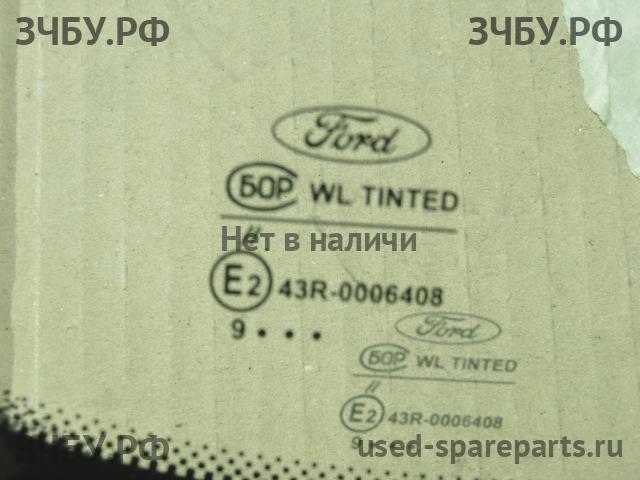 ЗЧБУ.РФ
ЗЧБУ.РФ
Ford
БОР WL TINTED
Нет в наличи
//
E2 43R-0006408
9 . . .
Ford
БОР WL TINTED
//
E2 43R-0006408
9
ЗЧБУ.РФ
used-spareparts.ru